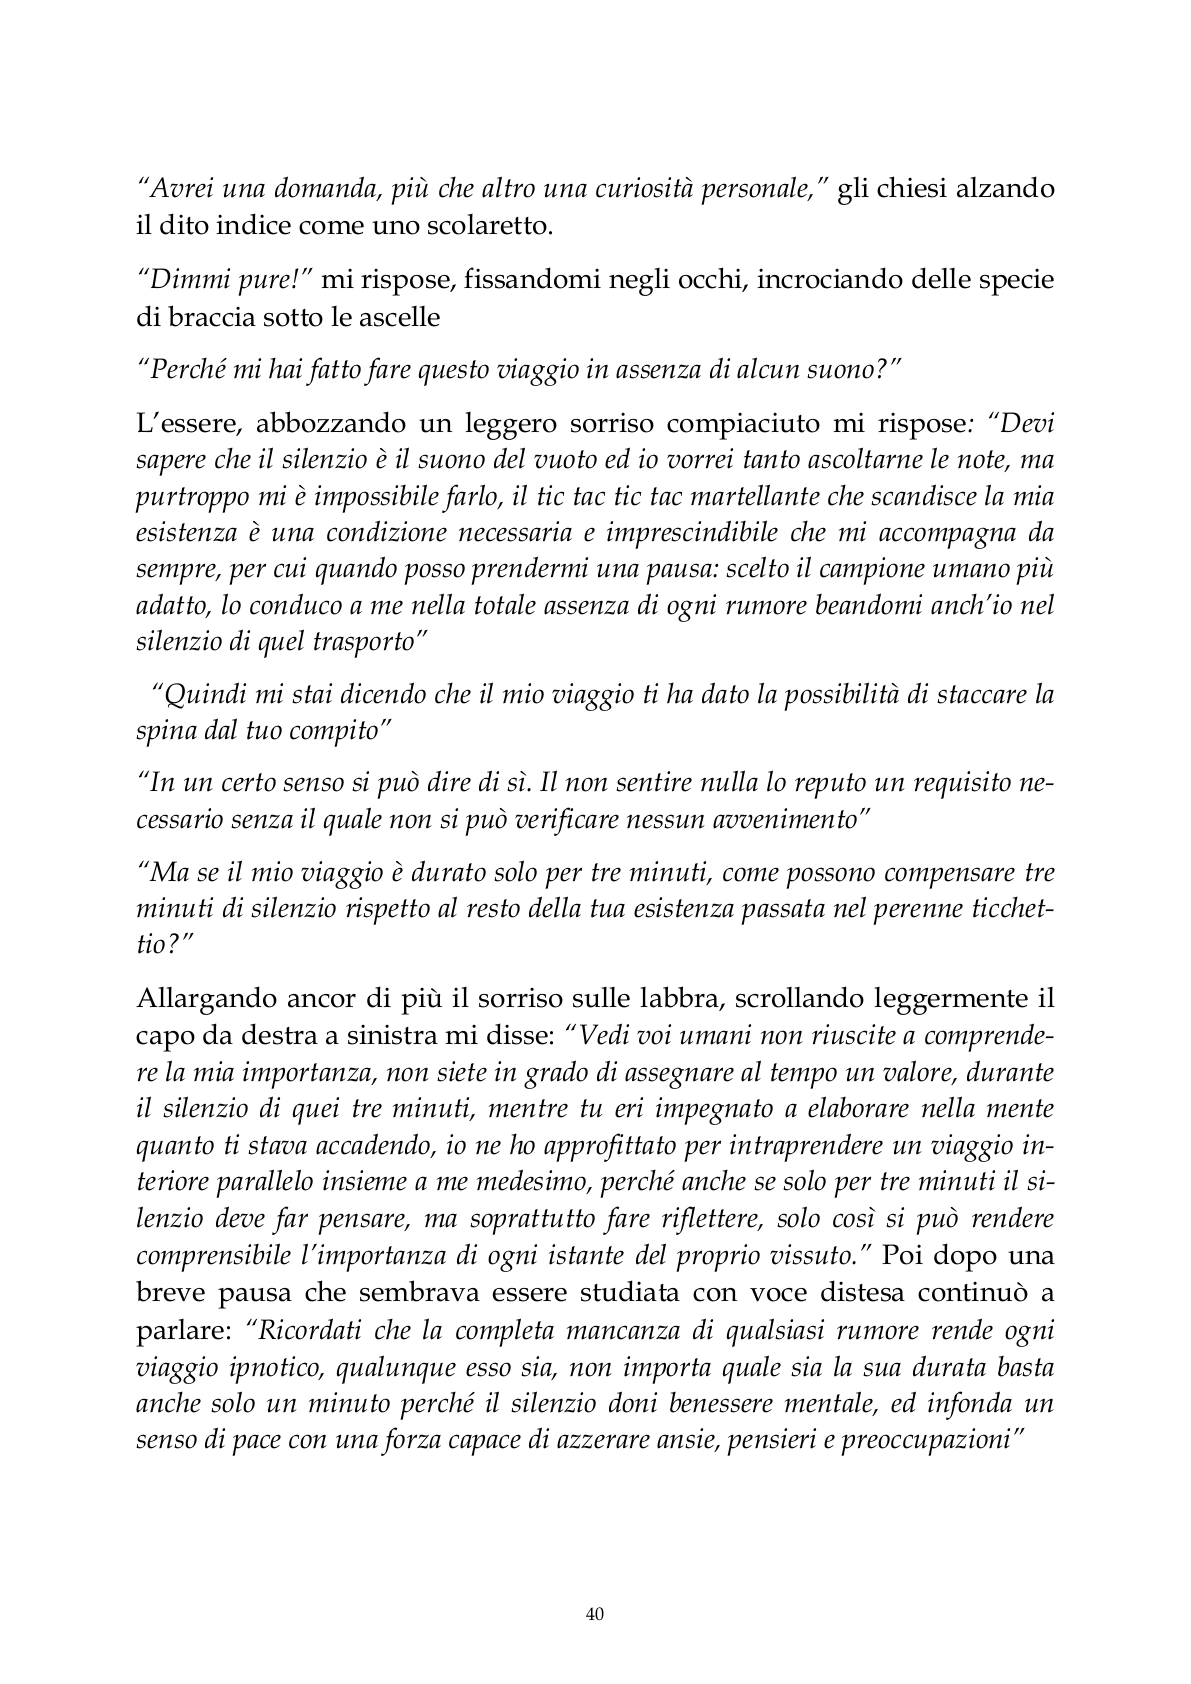 “Avrei una domanda, più che altro una curiosità personale,” gli chiesi alzando
il dito indice come uno scolaretto.
“Dimmi pure!” mi rispose, fissandomi negli occhi, incrociando delle specie
di braccia sotto le ascelle
“Perché mi hai fatto fare questo viaggio in assenza di alcun suono?”
L’essere, abbozzando un leggero sorriso compiaciuto mi rispose: “Devi
sapere che il silenzio è il suono del vuoto ed io vorrei tanto ascoltarne le note, ma
purtroppo mi è impossibile farlo, il tic tac tic tac martellante che scandisce la mia
esistenza è una condizione necessaria e imprescindibile che mi accompagna da
sempre, per cui quando posso prendermi una pausa: scelto il campione umano più
adatto, lo conduco a me nella totale assenza di ogni rumore beandomi anch’io nel
silenzio di quel trasporto”
“Quindi mi stai dicendo che il mio viaggio ti ha dato la possibilità di staccare la
spina dal tuo compito”
“In un certo senso si può dire di sì. Il non sentire nulla lo reputo un requisito ne-
cessario senza il quale non si può verificare nessun avvenimento”
“Ma se il mio viaggio è durato solo per tre minuti, come possono compensare tre
minuti di silenzio rispetto al resto della tua esistenza passata nel perenne ticchet-
tio?”
Allargando ancor di più il sorriso sulle labbra, scrollando leggermente il
capo da destra a sinistra mi disse: “Vedi voi umani non riuscite a comprende-
re la mia importanza, non siete in grado di assegnare al tempo un valore, durante
il silenzio di quei tre minuti, mentre tu eri impegnato a elaborare nella mente
quanto ti stava accadendo, io ne ho approfittato per intraprendere un viaggio in-
teriore parallelo insieme a me medesimo, perché anche se solo per tre minuti il si-
lenzio deve far pensare, ma soprattutto fare riflettere, solo così si può rendere
comprensibile l’importanza di ogni istante del proprio vissuto.” Poi dopo una
breve pausa che sembrava essere studiata con voce distesa continuò a
parlare: “Ricordati che la completa mancanza di qualsiasi rumore rende ogni
viaggio ipnotico, qualunque esso sia, non importa quale sia la sua durata basta
anche solo un minuto perché il silenzio doni benessere mentale, ed infonda un
senso di pace con una forza capace di azzerare ansie, pensieri e preoccupazioni”
40